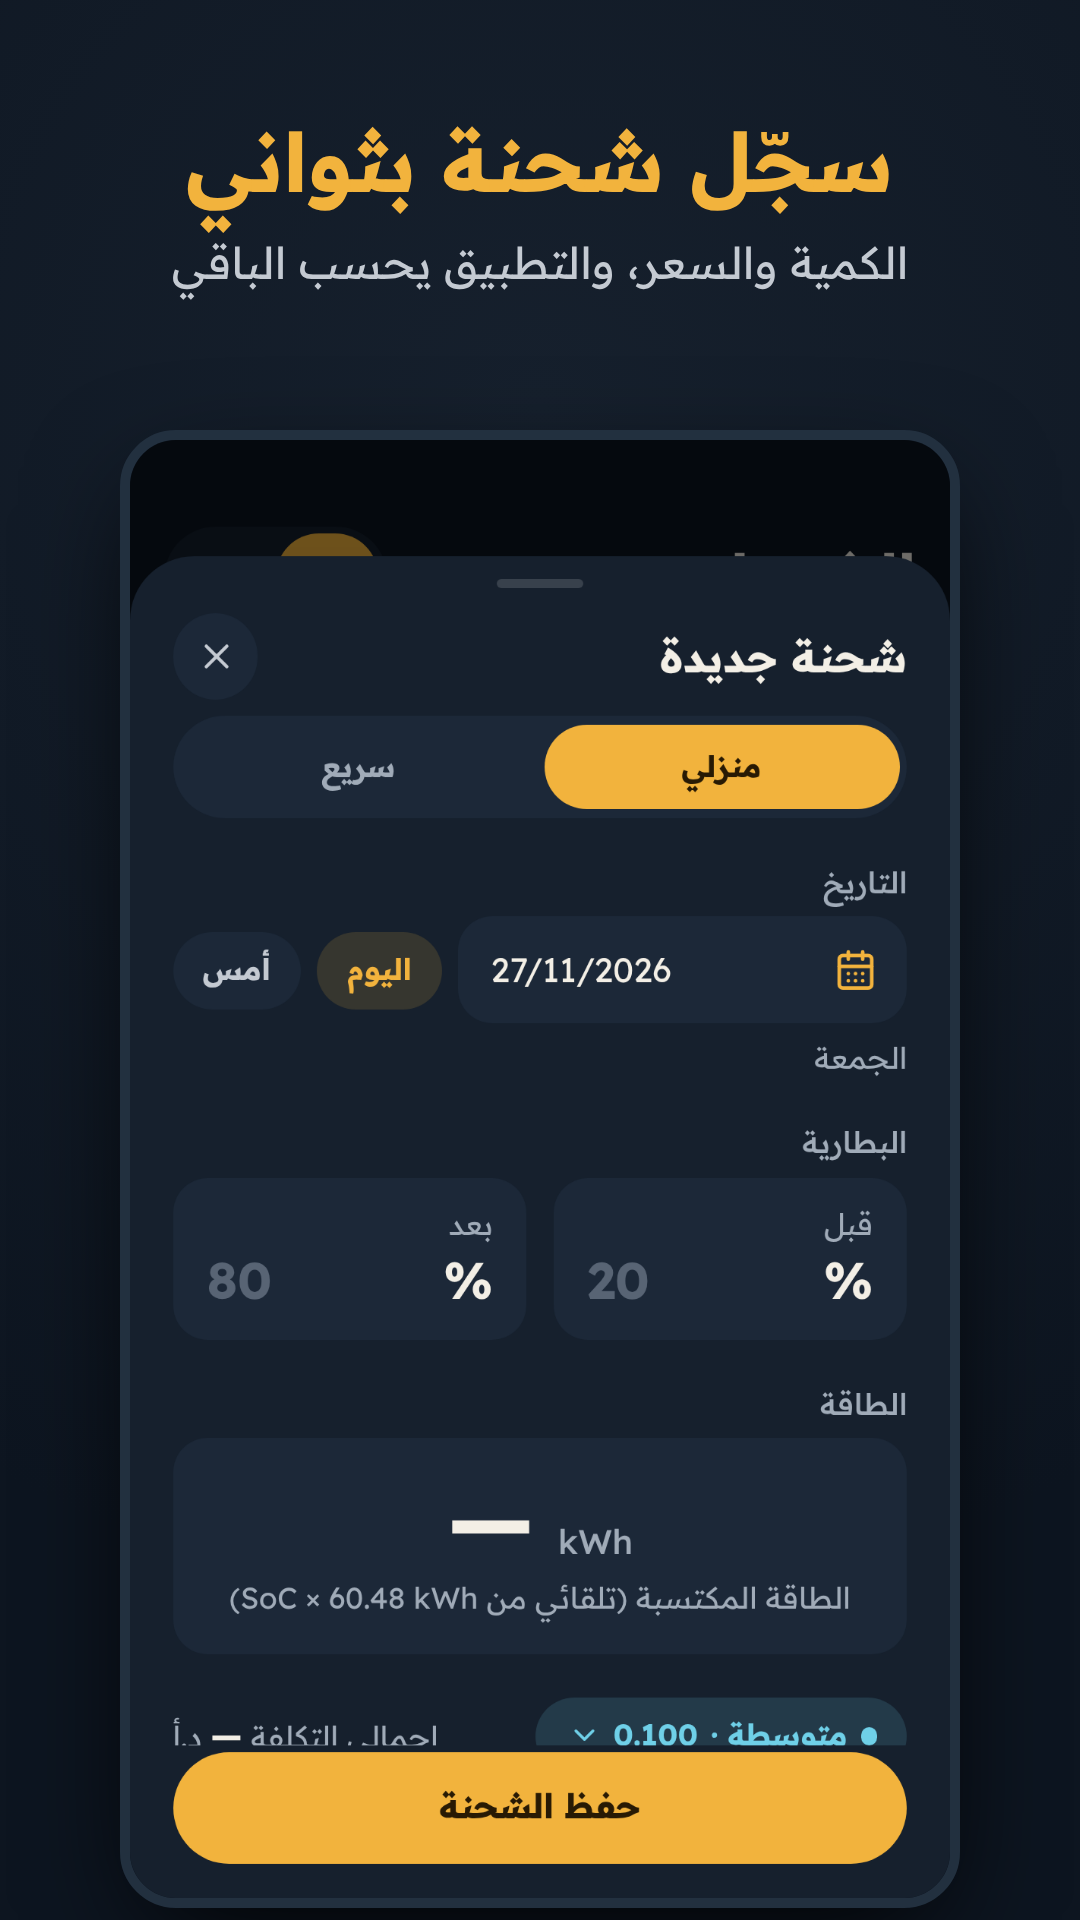 سجّل شحنة بثواني
الكمية والسعر، والتطبيق يحسب الباقي
شحنة جديدة
منزلي
سريع
التاريخ
27/11/2026
اليوم
أمس
الجمعة
البطارية
قبل
% 20
بعد
% 80
الطاقة
— kWh
الطاقة المكتسبة (تلقائي من SoC × 60.48 kWh)
متوسطة · 0.100
إجمالي التكلفة — د.أ
حفظ الشحنة